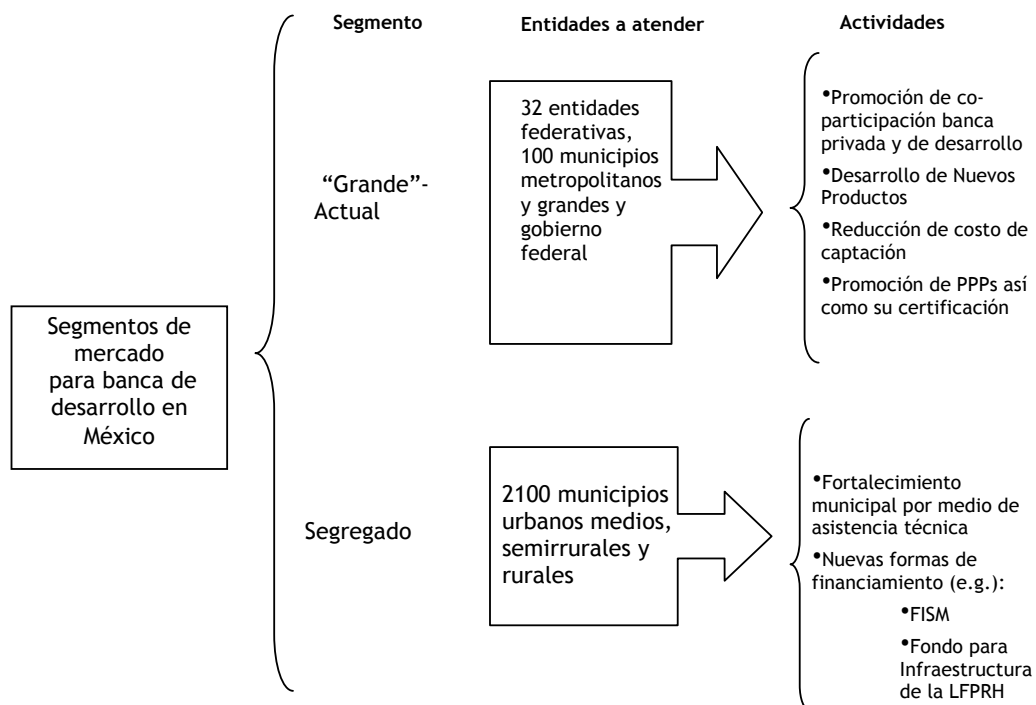 Segmento
Entidades a atender
Actividades
Segmentos de
mercado
para banca de
desarrollo en
México
“Grande”-
Actual
32 entidades
federativas,
100 municipios
metropolitanos
y grandes y
gobierno
federal
•Promoción de co-
participación banca
privada y de desarrollo
•Desarrollo de Nuevos
Productos
•Reducción de costo de
captación
•Promoción de PPPs así
como su certificación
Segregado
2100 municipios
urbanos medios,
semirrurales y
rurales
•Fortalecimiento
municipal por medio de
asistencia técnica
•Nuevas formas de
financiamiento (e.g.):
•FISM
•Fondo para
Infraestructura
de la LFPRH